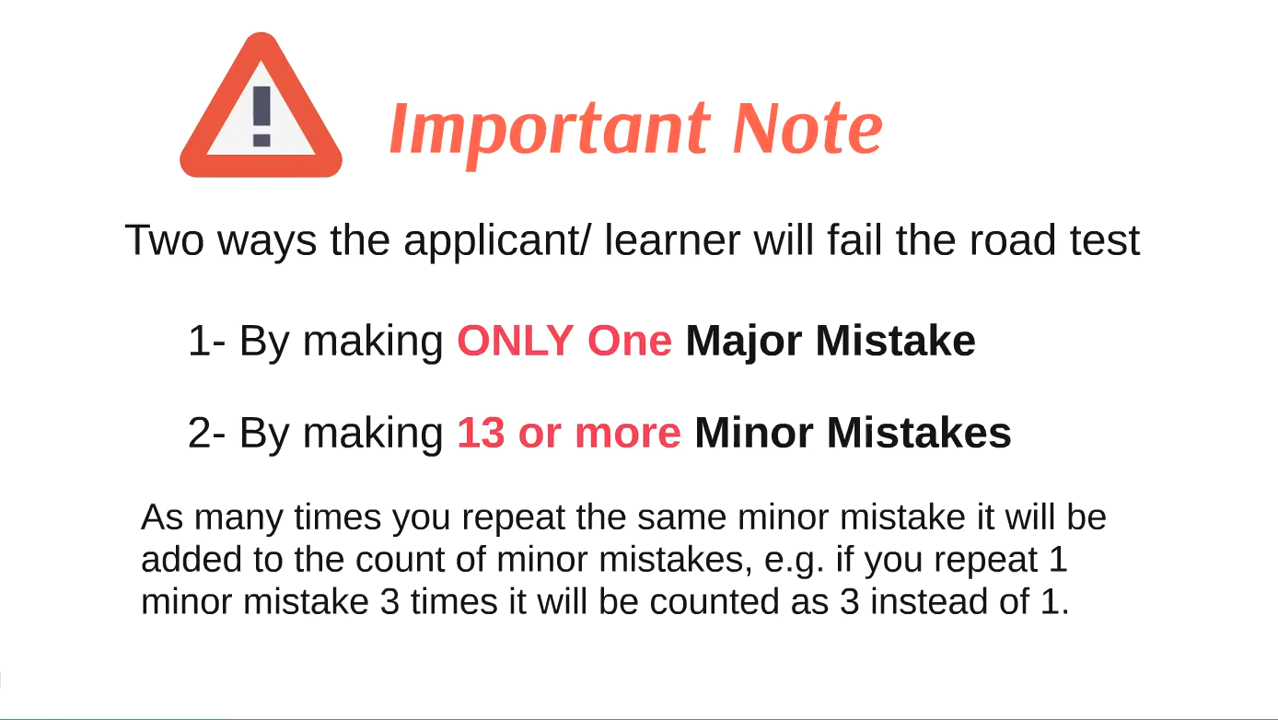 Important Note
Two ways the applicant/ learner will fail the road test
1- By making ONLY One Major Mistake
2- By making 13 or more Minor Mistakes
As many times you repeat the same minor mistake it will be
added to the count of minor mistakes, e.g. if you repeat 1
minor mistake 3 times it will be counted as 3 instead of 1.